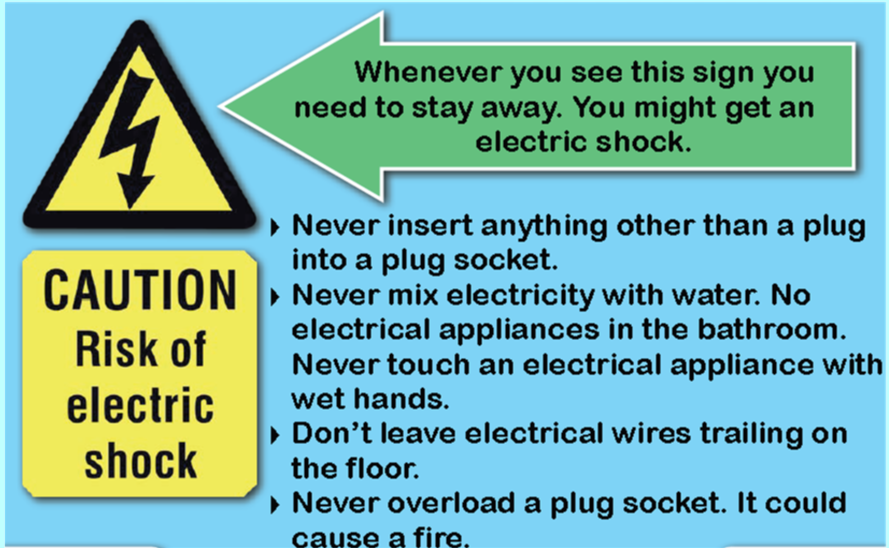 Whenever you see this sign you
need to stay away. You might get an
electric shock.
CAUTION
Risk of
electric
shock
‣ Never insert anything other than a plug
into a plug socket.
‣ Never mix electricity with water. No
electrical appliances in the bathroom.
Never touch an electrical appliance with
wet hands.
‣ Don’t leave electrical wires trailing on
the floor.
‣ Never overload a plug socket. It could
cause a fire.